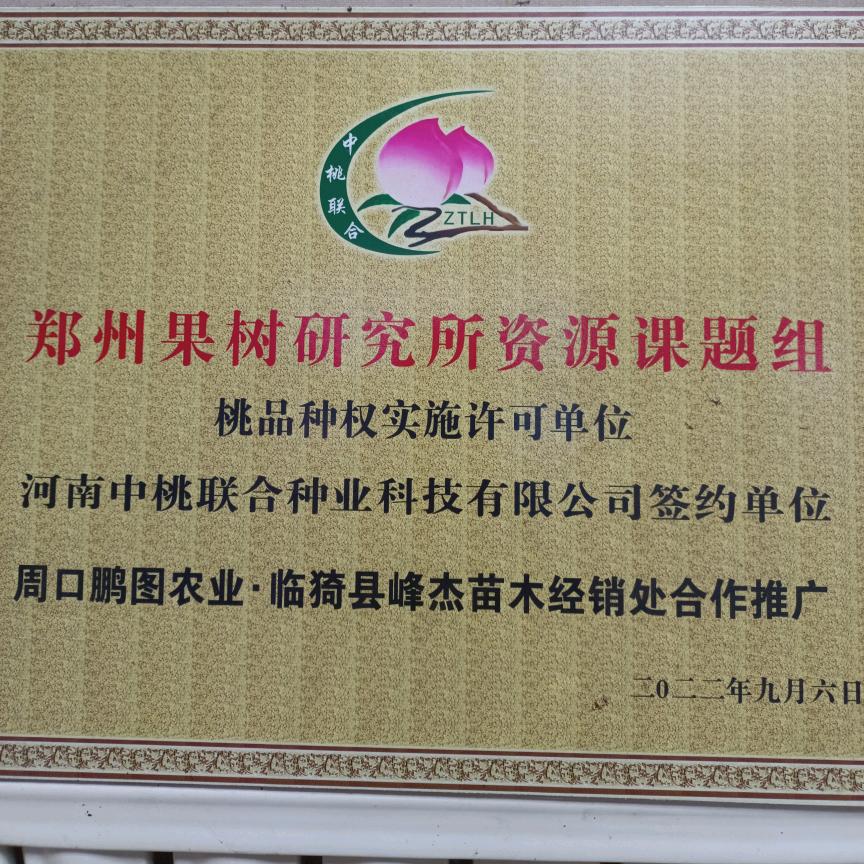 中桃联合
ZTLH
郑州果树研究所资源课题组
桃品种权实施许可单位
河南中桃联合种业科技有限公司签约单位
周口鹏图农业·临猗县峰杰苗木经销处合作推广
二0二二年九月六日